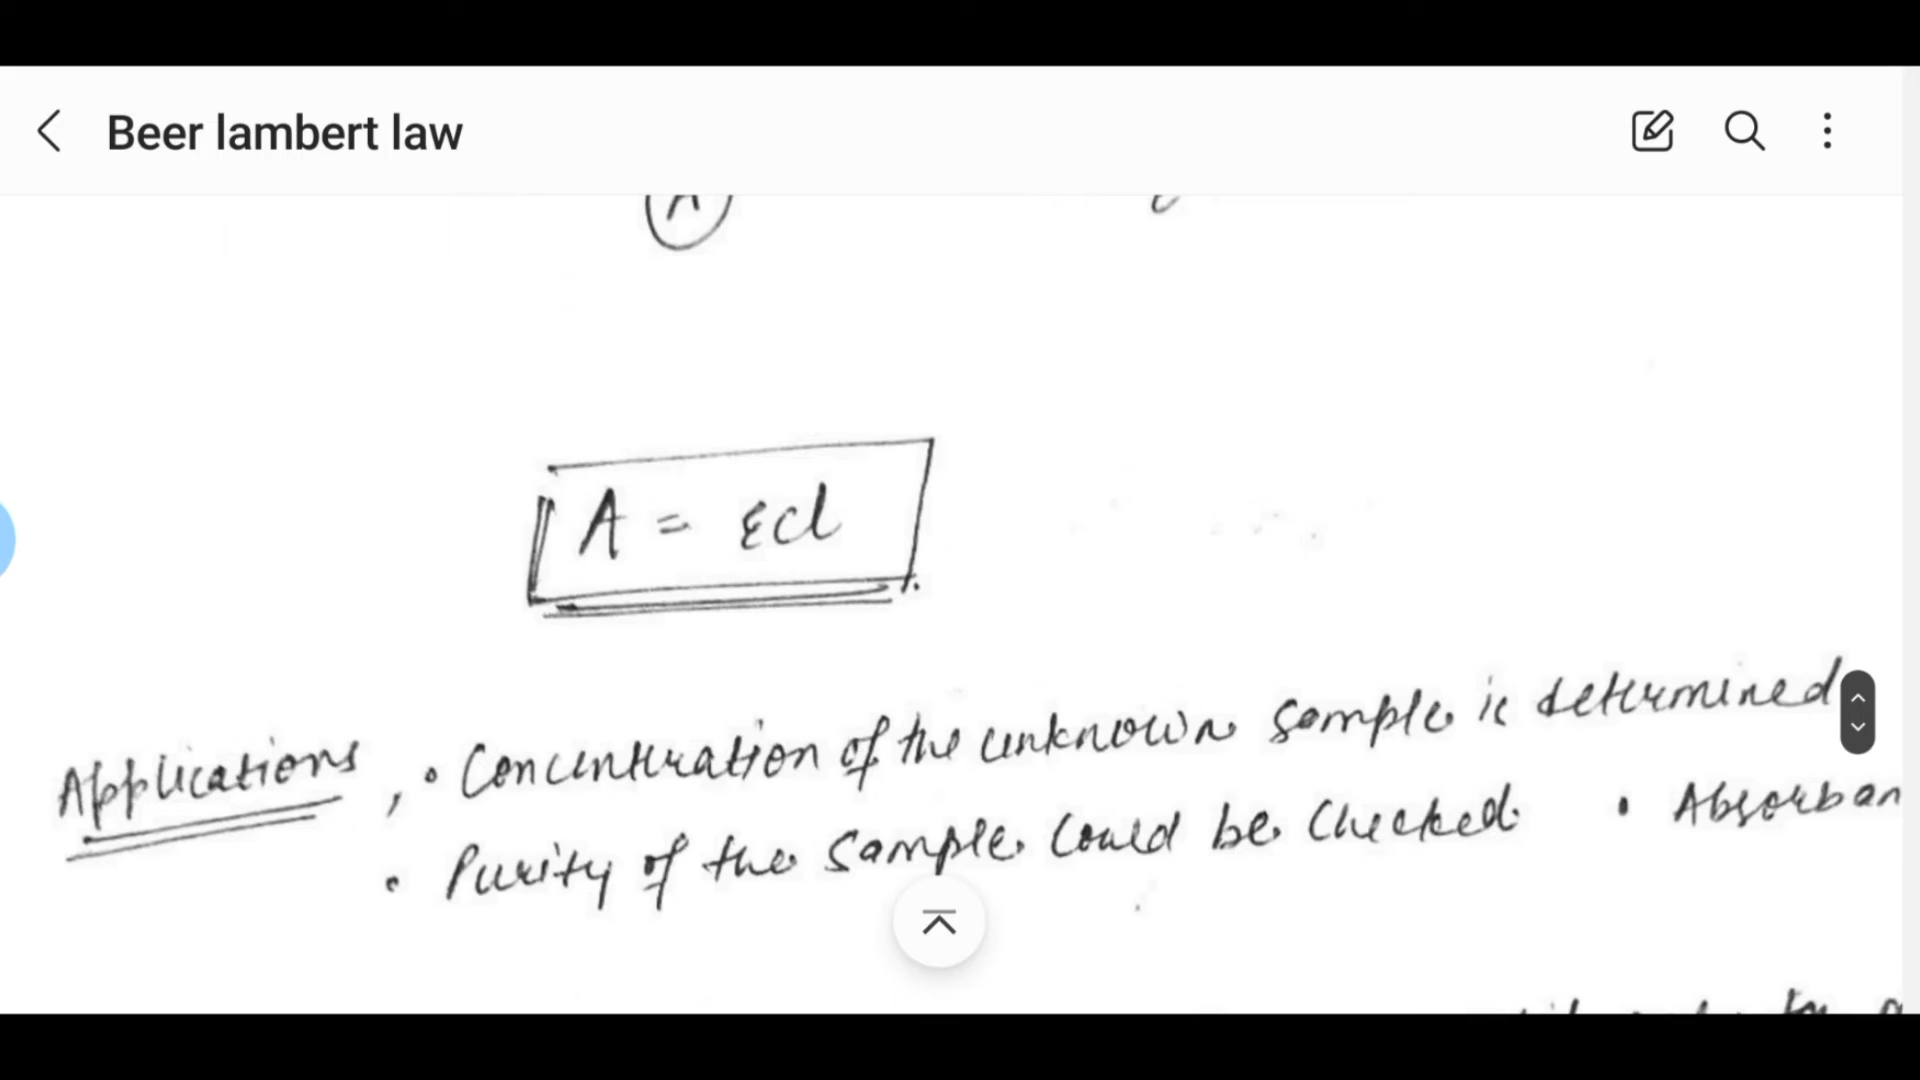 Beer lambert law
A
A = εcl
Applications, • Concentration of the unknown sample is determined
• Purity of the sample could be checked. • Absorban